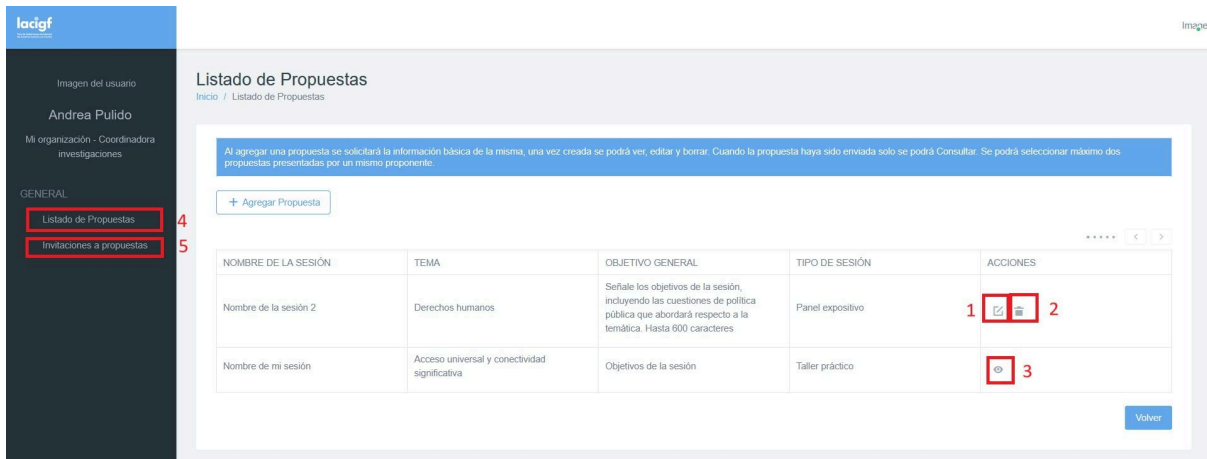 lacigf
Image
Imagen del usuario
Andrea Pulido
Mi organización - Coordinadora
investigaciones
GENERAL
Listado de Propuestas 4
Invitaciones a propuestas 5
Listado de Propuestas
Inicio / Listado de Propuestas
Al agregar una propuesta se solicitará la información básica de la misma, una vez creada se podrá ver, editar y borrar. Cuando la propuesta haya sido enviada solo se podrá Consultar. Se podrá seleccionar máximo dos
propuestas presentadas por un mismo proponente.
+ Agregar Propuesta
NOMBRE DE LA SESIÓN TEMA OBJETIVO GENERAL TIPO DE SESIÓN ACCIONES
Nombre de la sesión 2
Derechos humanos
Señale los objetivos de la sesión,
incluyendo las cuestiones de política
pública que abordará respecto a la
temática. Hasta 600 caracteres
Panel expositivo
1 2
Nombre de mi sesión
Acceso universal y conectividad
significativa
Objetivos de la sesión
Taller práctico
3
Volver